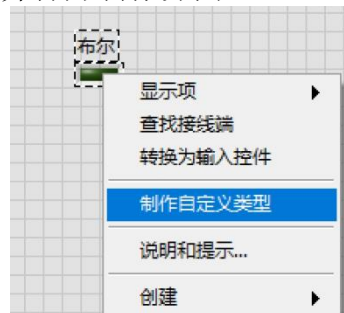 布尔
显示项
查找接线端
转换为输入控件
制作自定义类型
说明和提示...
创建